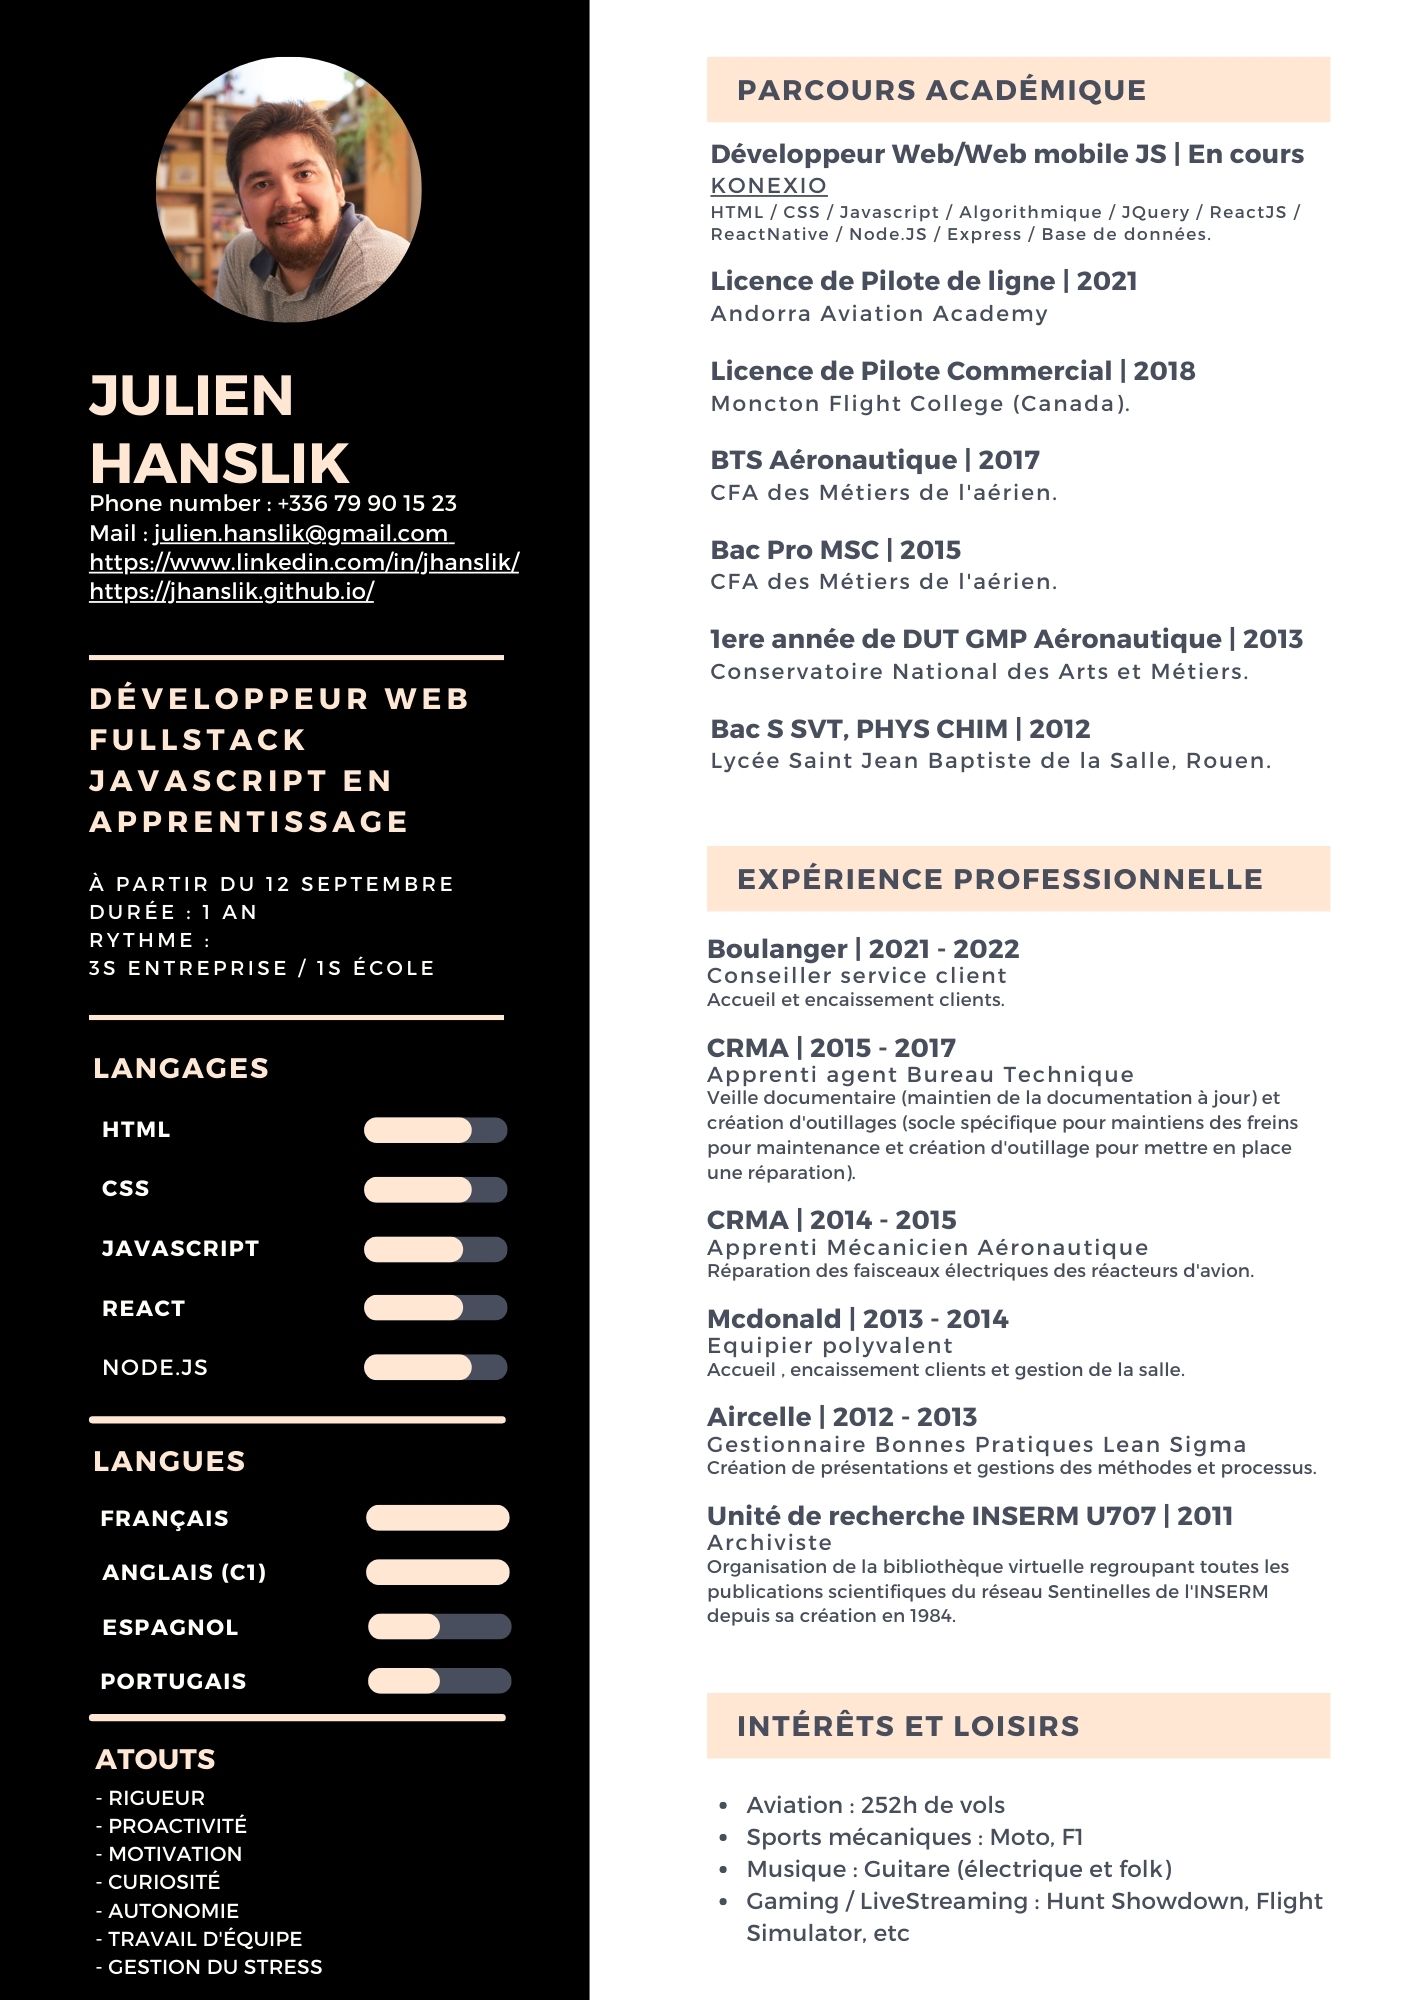 JULIEN
HANSLIK
Phone number : +336 79 90 15 23
Mail : julien.hanslik@gmail.com
https://www.linkedin.com/in/jhanslik/
https://jhanslik.github.io/
DÉVELOPPEUR WEB
FULLSTACK
JAVASCRIPT EN
APPRENTISSAGE
À PARTIR DU 12 SEPTEMBRE
DURÉE : 1 AN
RYTHME :
3S ENTREPRISE / 1S ÉCOLE
LANGAGES
HTML
CSS
JAVASCRIPT
REACT
NODE.JS
LANGUES
FRANÇAIS
ANGLAIS (C1)
ESPAGNOL
PORTUGAIS
ATOUTS
- RIGUEUR
- PROACTIVITÉ
- MOTIVATION
- CURIOSITÉ
- AUTONOMIE
- TRAVAIL D'ÉQUIPE
- GESTION DU STRESS
PARCOURS ACADÉMIQUE
Développeur Web/Web mobile JS | En cours
KONEXIO
HTML / CSS / Javascript / Algorithmique / JQuery / ReactJS /
ReactNative / Node.JS / Express / Base de données.
Licence de Pilote de ligne | 2021
Andorra Aviation Academy
Licence de Pilote Commercial | 2018
Moncton Flight College (Canada).
BTS Aéronautique | 2017
CFA des Métiers de l'aérien.
Bac Pro MSC | 2015
CFA des Métiers de l'aérien.
1ere année de DUT GMP Aéronautique | 2013
Conservatoire National des Arts et Métiers.
Bac S SVT, PHYS CHIM | 2012
Lycée Saint Jean Baptiste de la Salle, Rouen.
EXPÉRIENCE PROFESSIONNELLE
Boulanger | 2021 - 2022
Conseiller service client
Accueil et encaissement clients.
CRMA | 2015 - 2017
Apprenti agent Bureau Technique
Veille documentaire (maintien de la documentation à jour) et
création d'outillages (socle spécifique pour maintiens des freins
pour maintenance et création d'outillage pour mettre en place
une réparation).
CRMA | 2014 - 2015
Apprenti Mécanicien Aéronautique
Réparation des faisceaux électriques des réacteurs d'avion.
Mcdonald | 2013 - 2014
Equipier polyvalent
Accueil , encaissement clients et gestion de la salle.
Aircelle | 2012 - 2013
Gestionnaire Bonnes Pratiques Lean Sigma
Création de présentations et gestions des méthodes et processus.
Unité de recherche INSERM U707 | 2011
Archiviste
Organisation de la bibliothèque virtuelle regroupant toutes les
publications scientifiques du réseau Sentinelles de l'INSERM
depuis sa création en 1984.
INTÉRÊTS ET LOISIRS
• Aviation : 252h de vols
• Sports mécaniques : Moto, F1
• Musique : Guitare (électrique et folk)
• Gaming / LiveStreaming : Hunt Showdown, Flight
Simulator, etc